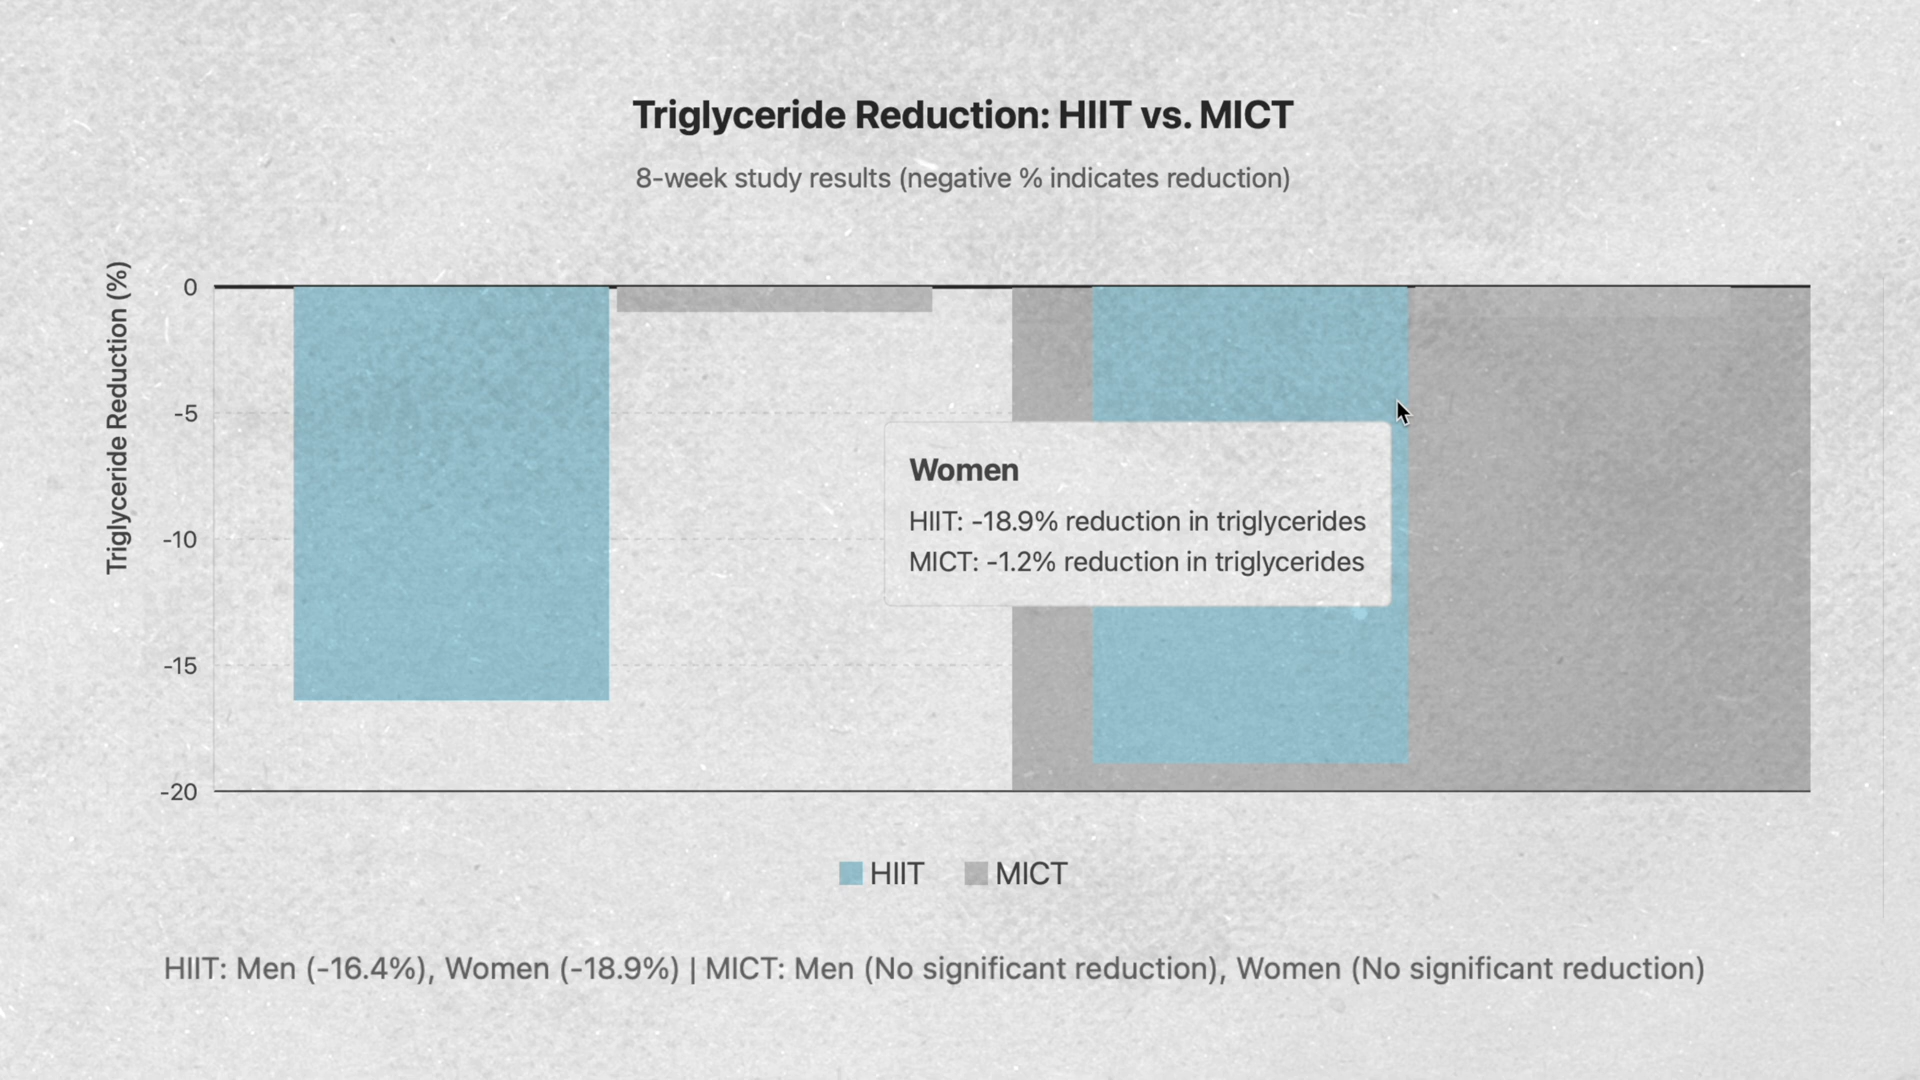 Triglyceride Reduction: HIIT vs. MICT
8-week study results (negative % indicates reduction)
Triglyceride Reduction (%)
0
-5
-10
-15
-20
Women
HIIT: -18.9% reduction in triglycerides
MICT: -1.2% reduction in triglycerides
HIIT MICT
HIIT: Men (-16.4%), Women (-18.9%) | MICT: Men (No significant reduction), Women (No significant reduction)